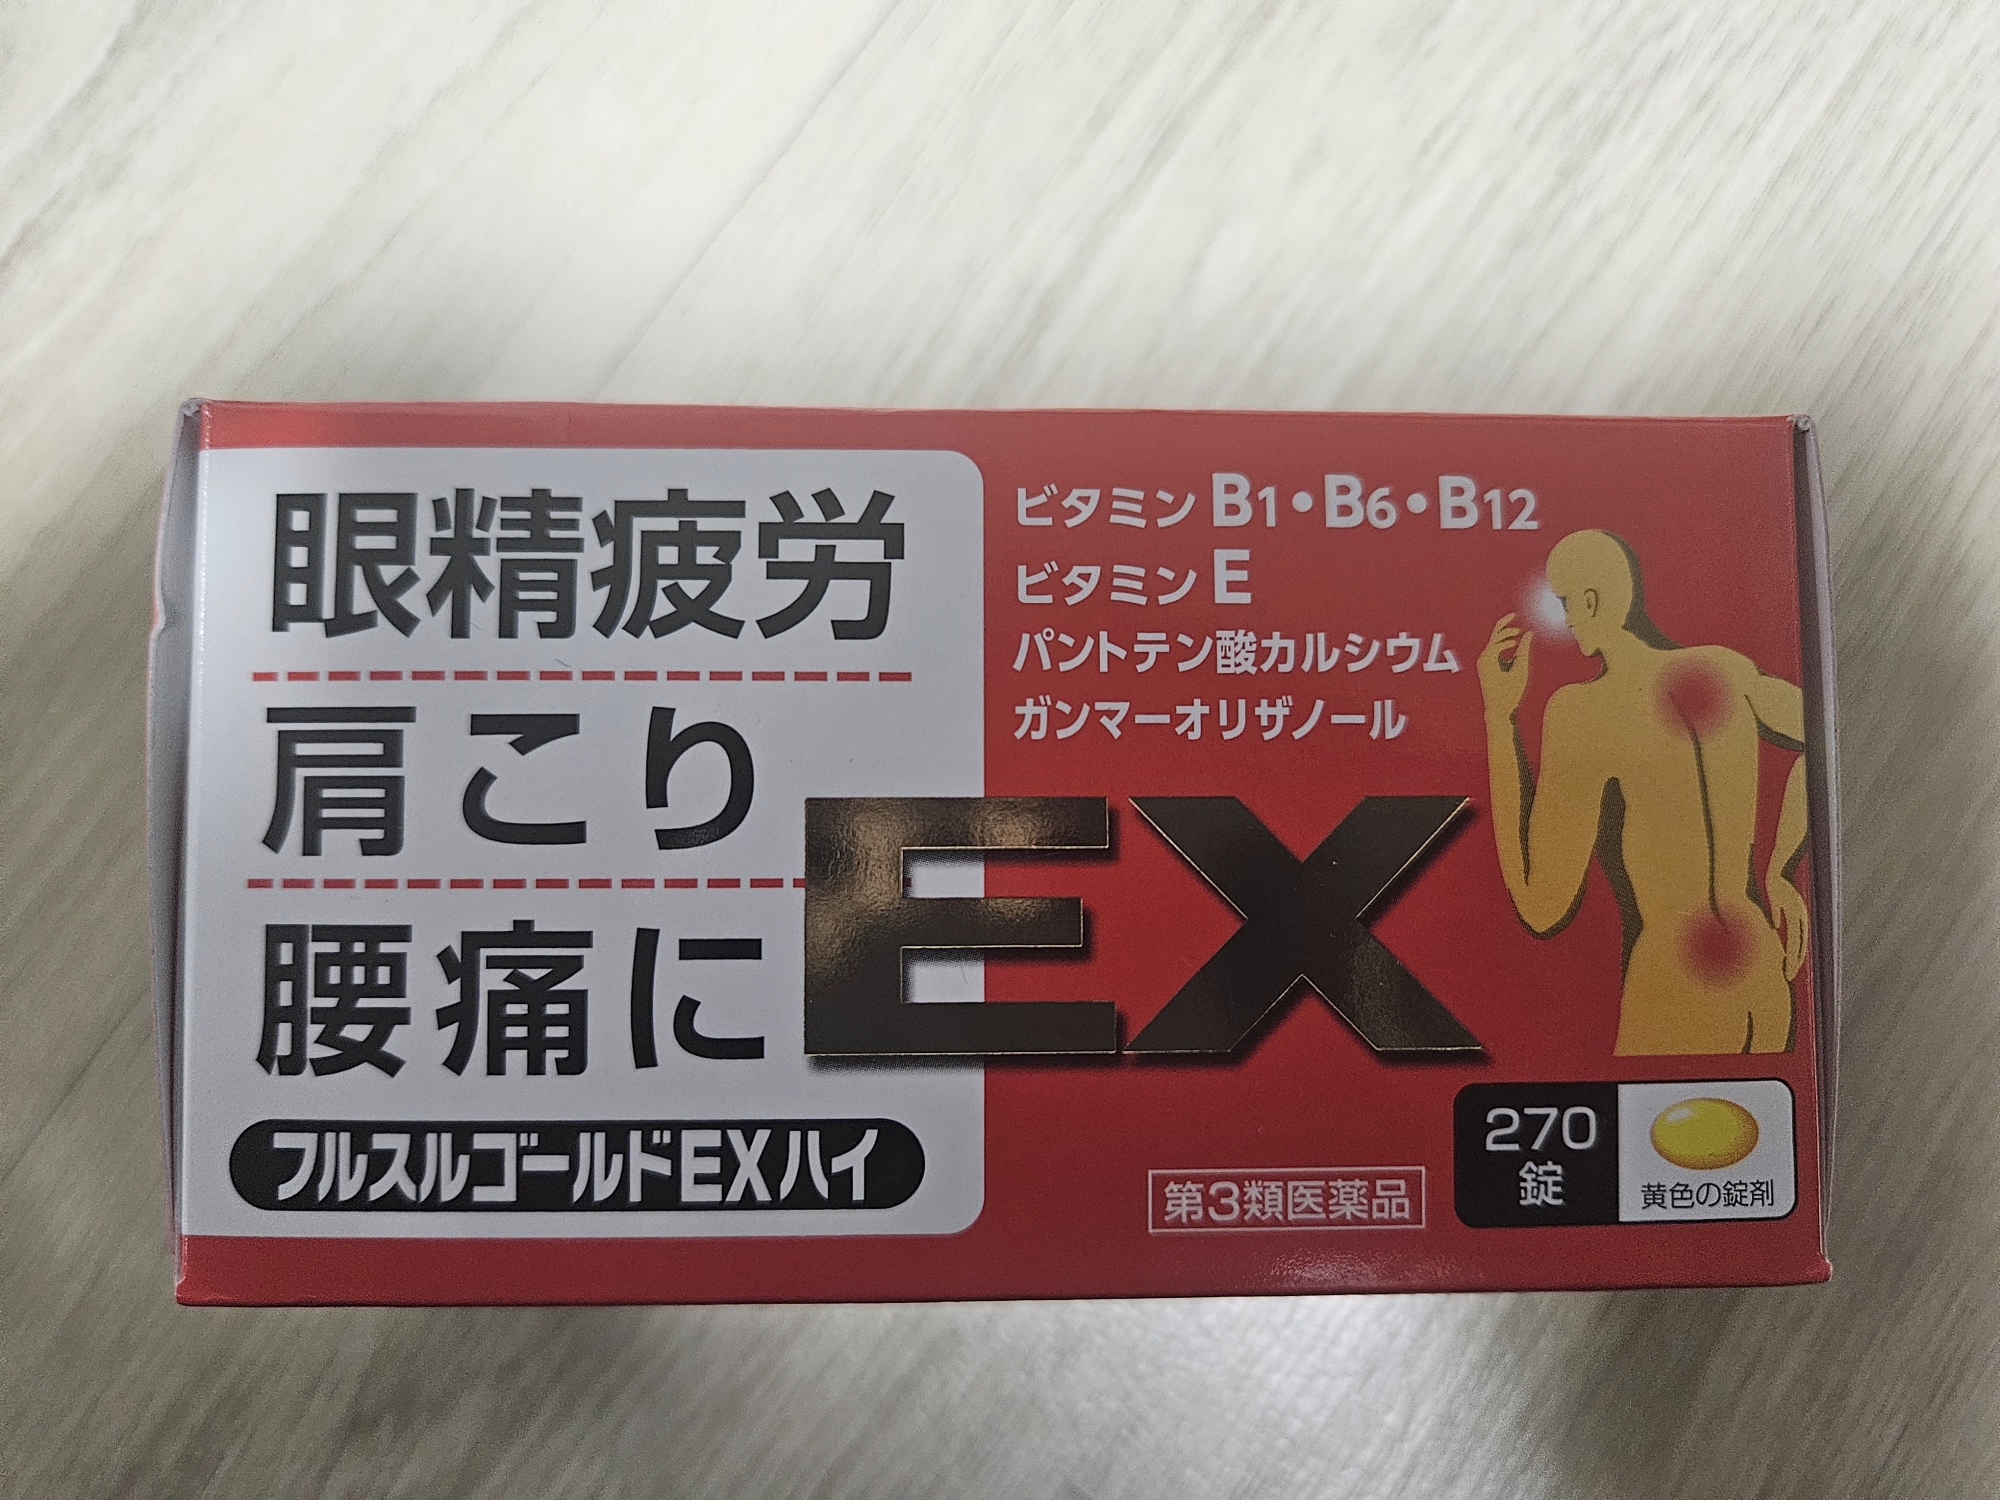 眼精疲労
肩こり
腰痛に
フルスルゴールドEXハイ
ビタミンB1・B6・B12
ビタミンE
パントテン酸カルシウム
ガンマーオリザノール
EX
第3類医薬品
270
錠
黄色の錠剤